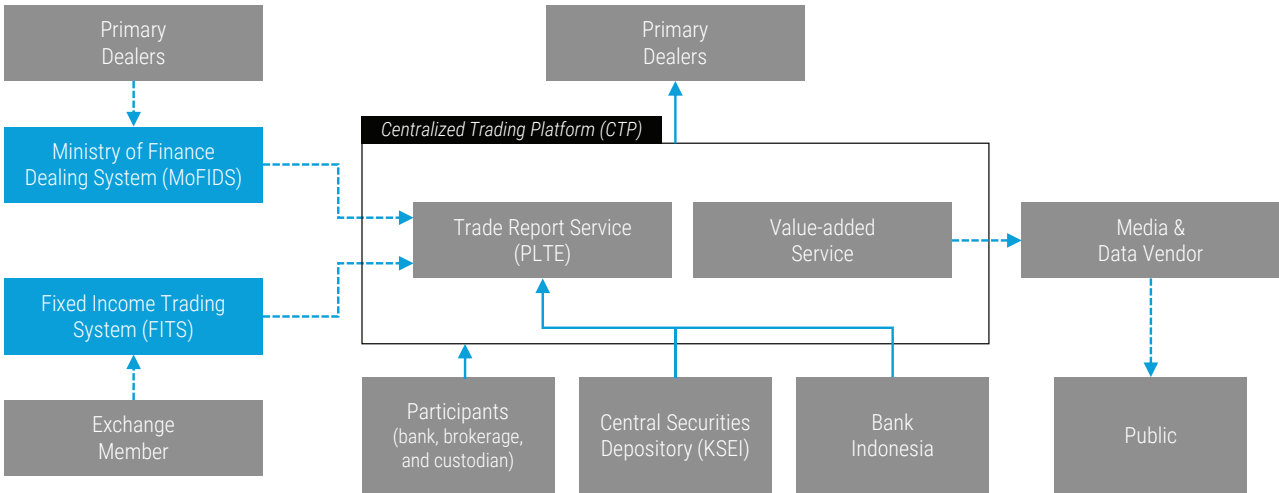 Primary
Dealers
Primary
Dealers
Centralized Trading Platform (CTP)
Ministry of Finance
Dealing System (MoFIDS)
Trade Report Service
(PLTE)
Value-added
Service
Media &
Data Vendor
Fixed Income Trading
System (FITS)
Exchange
Member
Participants
(bank, brokerage,
and custodian)
Central Securities
Depository (KSEI)
Bank
Indonesia
Public